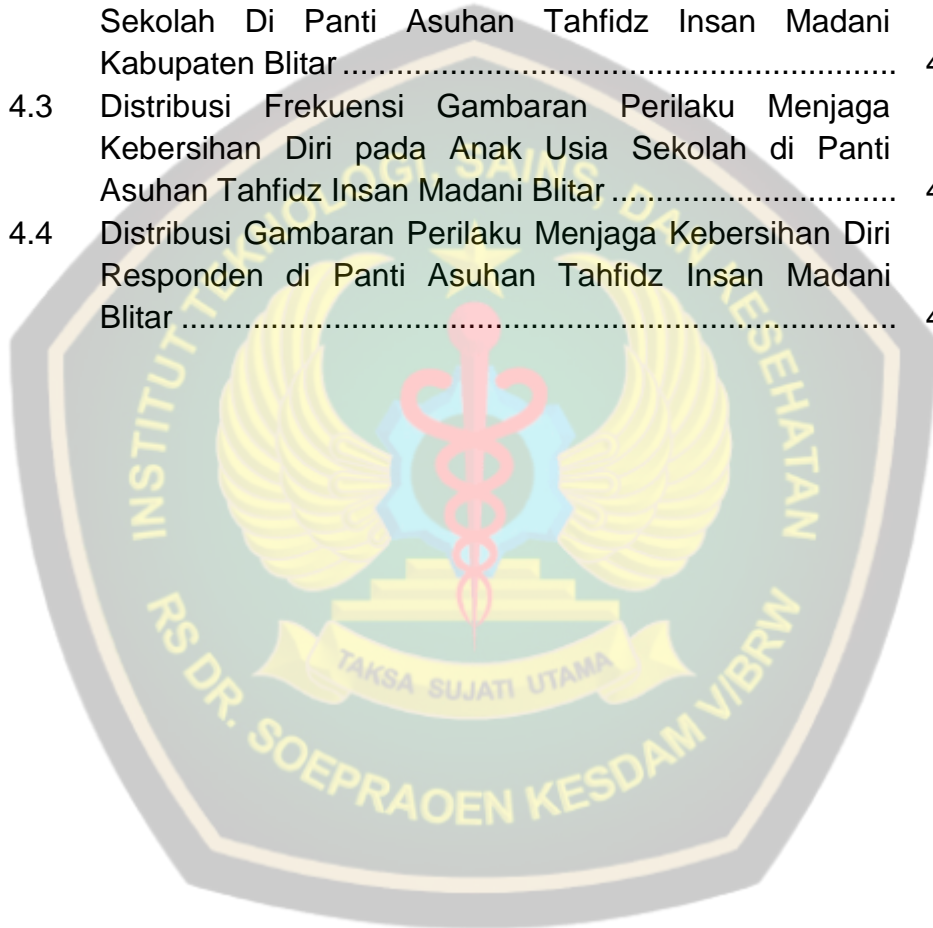 Sekolah Di Panti Asuhan Tahfidz Insan Madani
Kabupaten Blitar ............................................................... 4
4.3 Distribusi Frekuensi Gambaran Perilaku Menjaga
Kebersihan Diri pada Anak Usia Sekolah di Panti
Asuhan Tahfidz Insan Madani Blitar ................................ 4
4.4 Distribusi Gambaran Perilaku Menjaga Kebersihan Diri
Responden di Panti Asuhan Tahfidz Insan Madani
Blitar .................................................................................. 4
INSTITUT TEKNOLOGI, SAINS, DAN KESEHATAN
TAKSA SUJATI UTAMA
RS DR. SOEPRAOEN KESDAM V/BRW